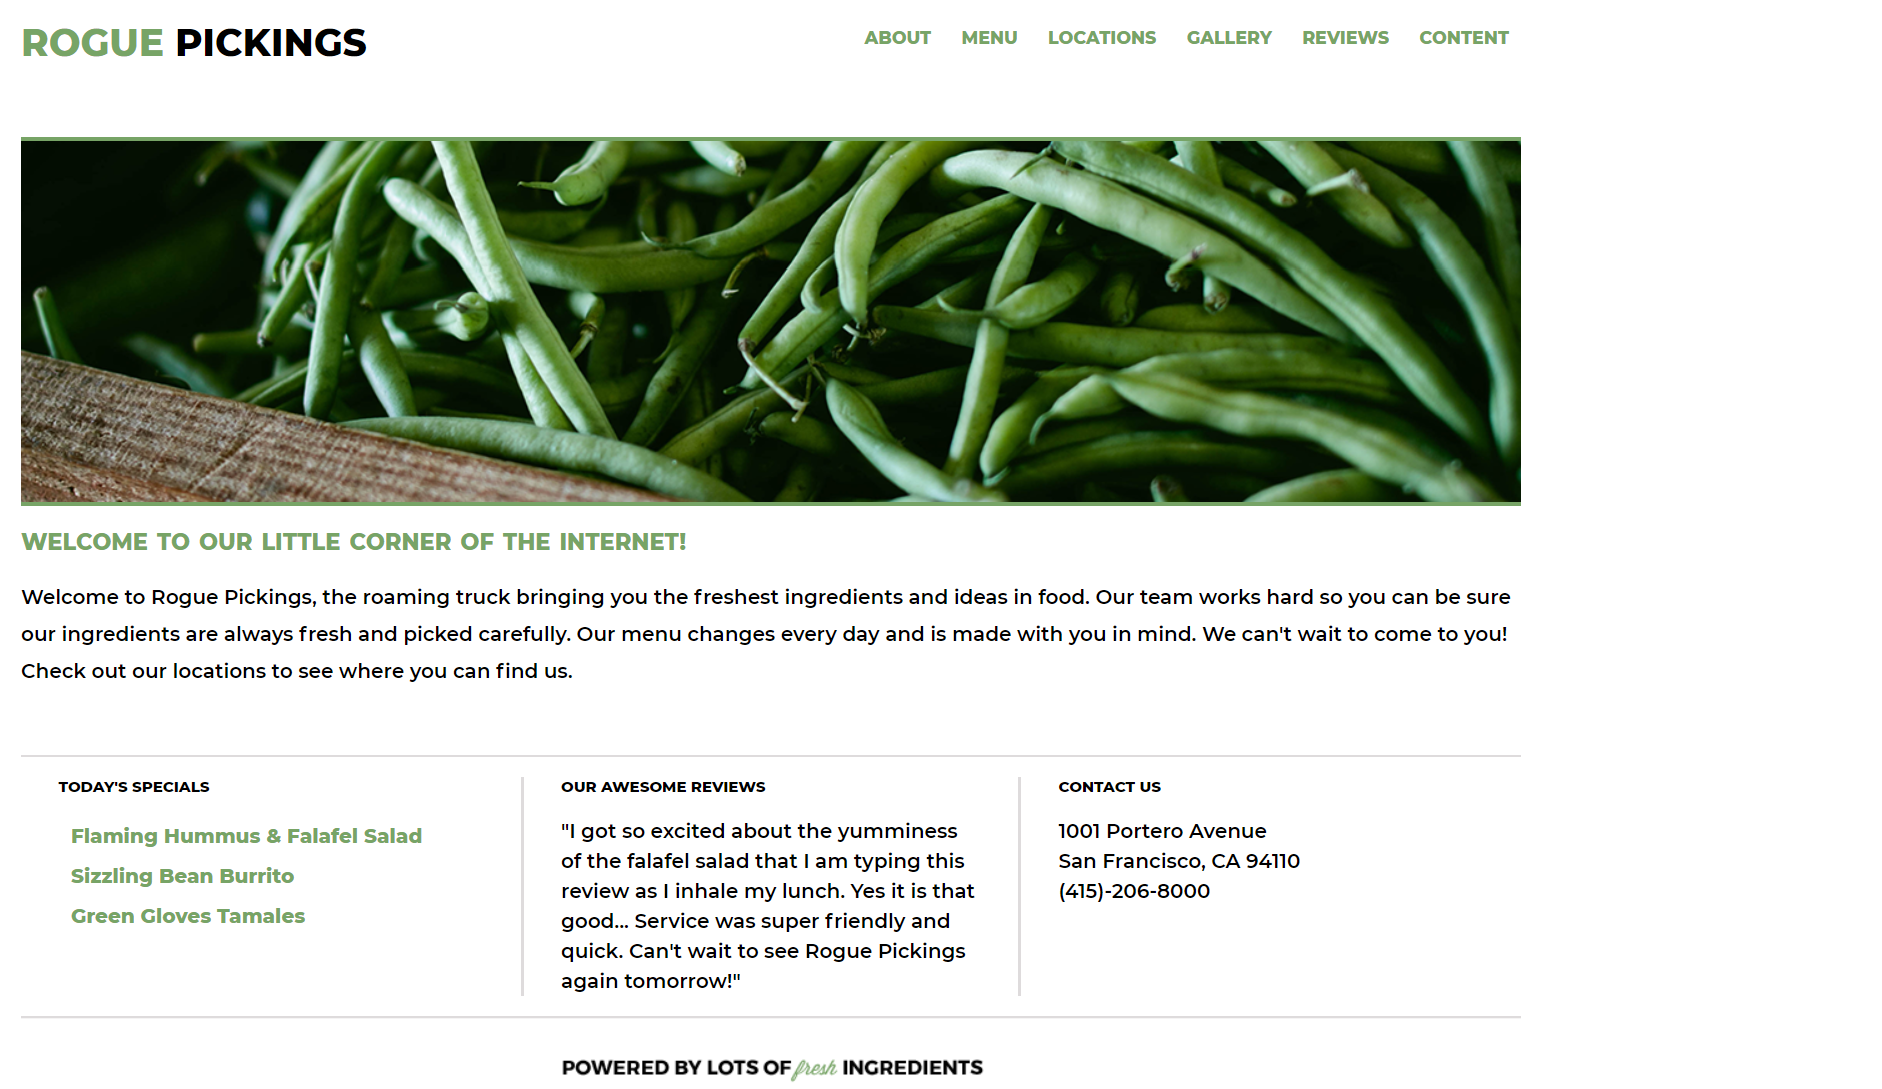 ROGUE PICKINGS
ABOUT MENU LOCATIONS GALLERY REVIEWS CONTENT
WELCOME TO OUR LITTLE CORNER OF THE INTERNET!
Welcome to Rogue Pickings, the roaming truck bringing you the freshest ingredients and ideas in food. Our team works hard so you can be sure
our ingredients are always fresh and picked carefully. Our menu changes every day and is made with you in mind. We can't wait to come to you!
Check out our locations to see where you can find us.
TODAY'S SPECIALS
Flaming Hummus & Falafel Salad
Sizzling Bean Burrito
Green Gloves Tamales
OUR AWESOME REVIEWS
"I got so excited about the yumminess
of the falafel salad that I am typing this
review as I inhale my lunch. Yes it is that
good... Service was super friendly and
quick. Can't wait to see Rogue Pickings
again tomorrow!"
CONTACT US
1001 Portero Avenue
San Francisco, CA 94110
(415)-206-8000
POWERED BY LOTS OF fresh INGREDIENTS